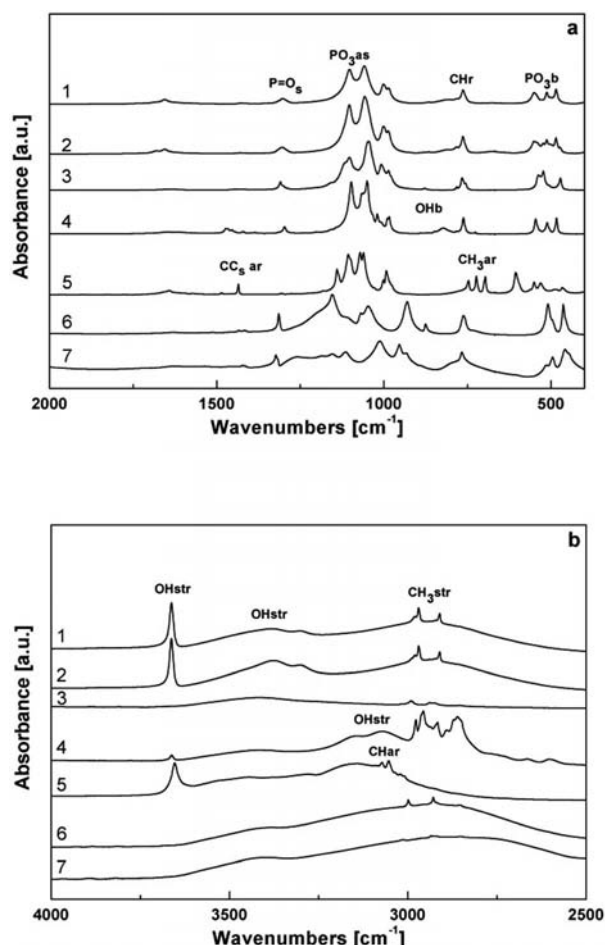 a
PO3as
P=Os
CHr
PO3b
1
2
3
4
OHb
CCs ar
CH3ar
5
6
7
Absorbance [a.u.]
2000 1500 1000 500
Wavenumbers [cm-1]
b
OHstr
OHstr
CH3str
1
2
3
OHstr
4
CHar
5
6
7
Absorbance [a.u.]
4000 3500 3000 2500
Wavenumbers [cm-1]